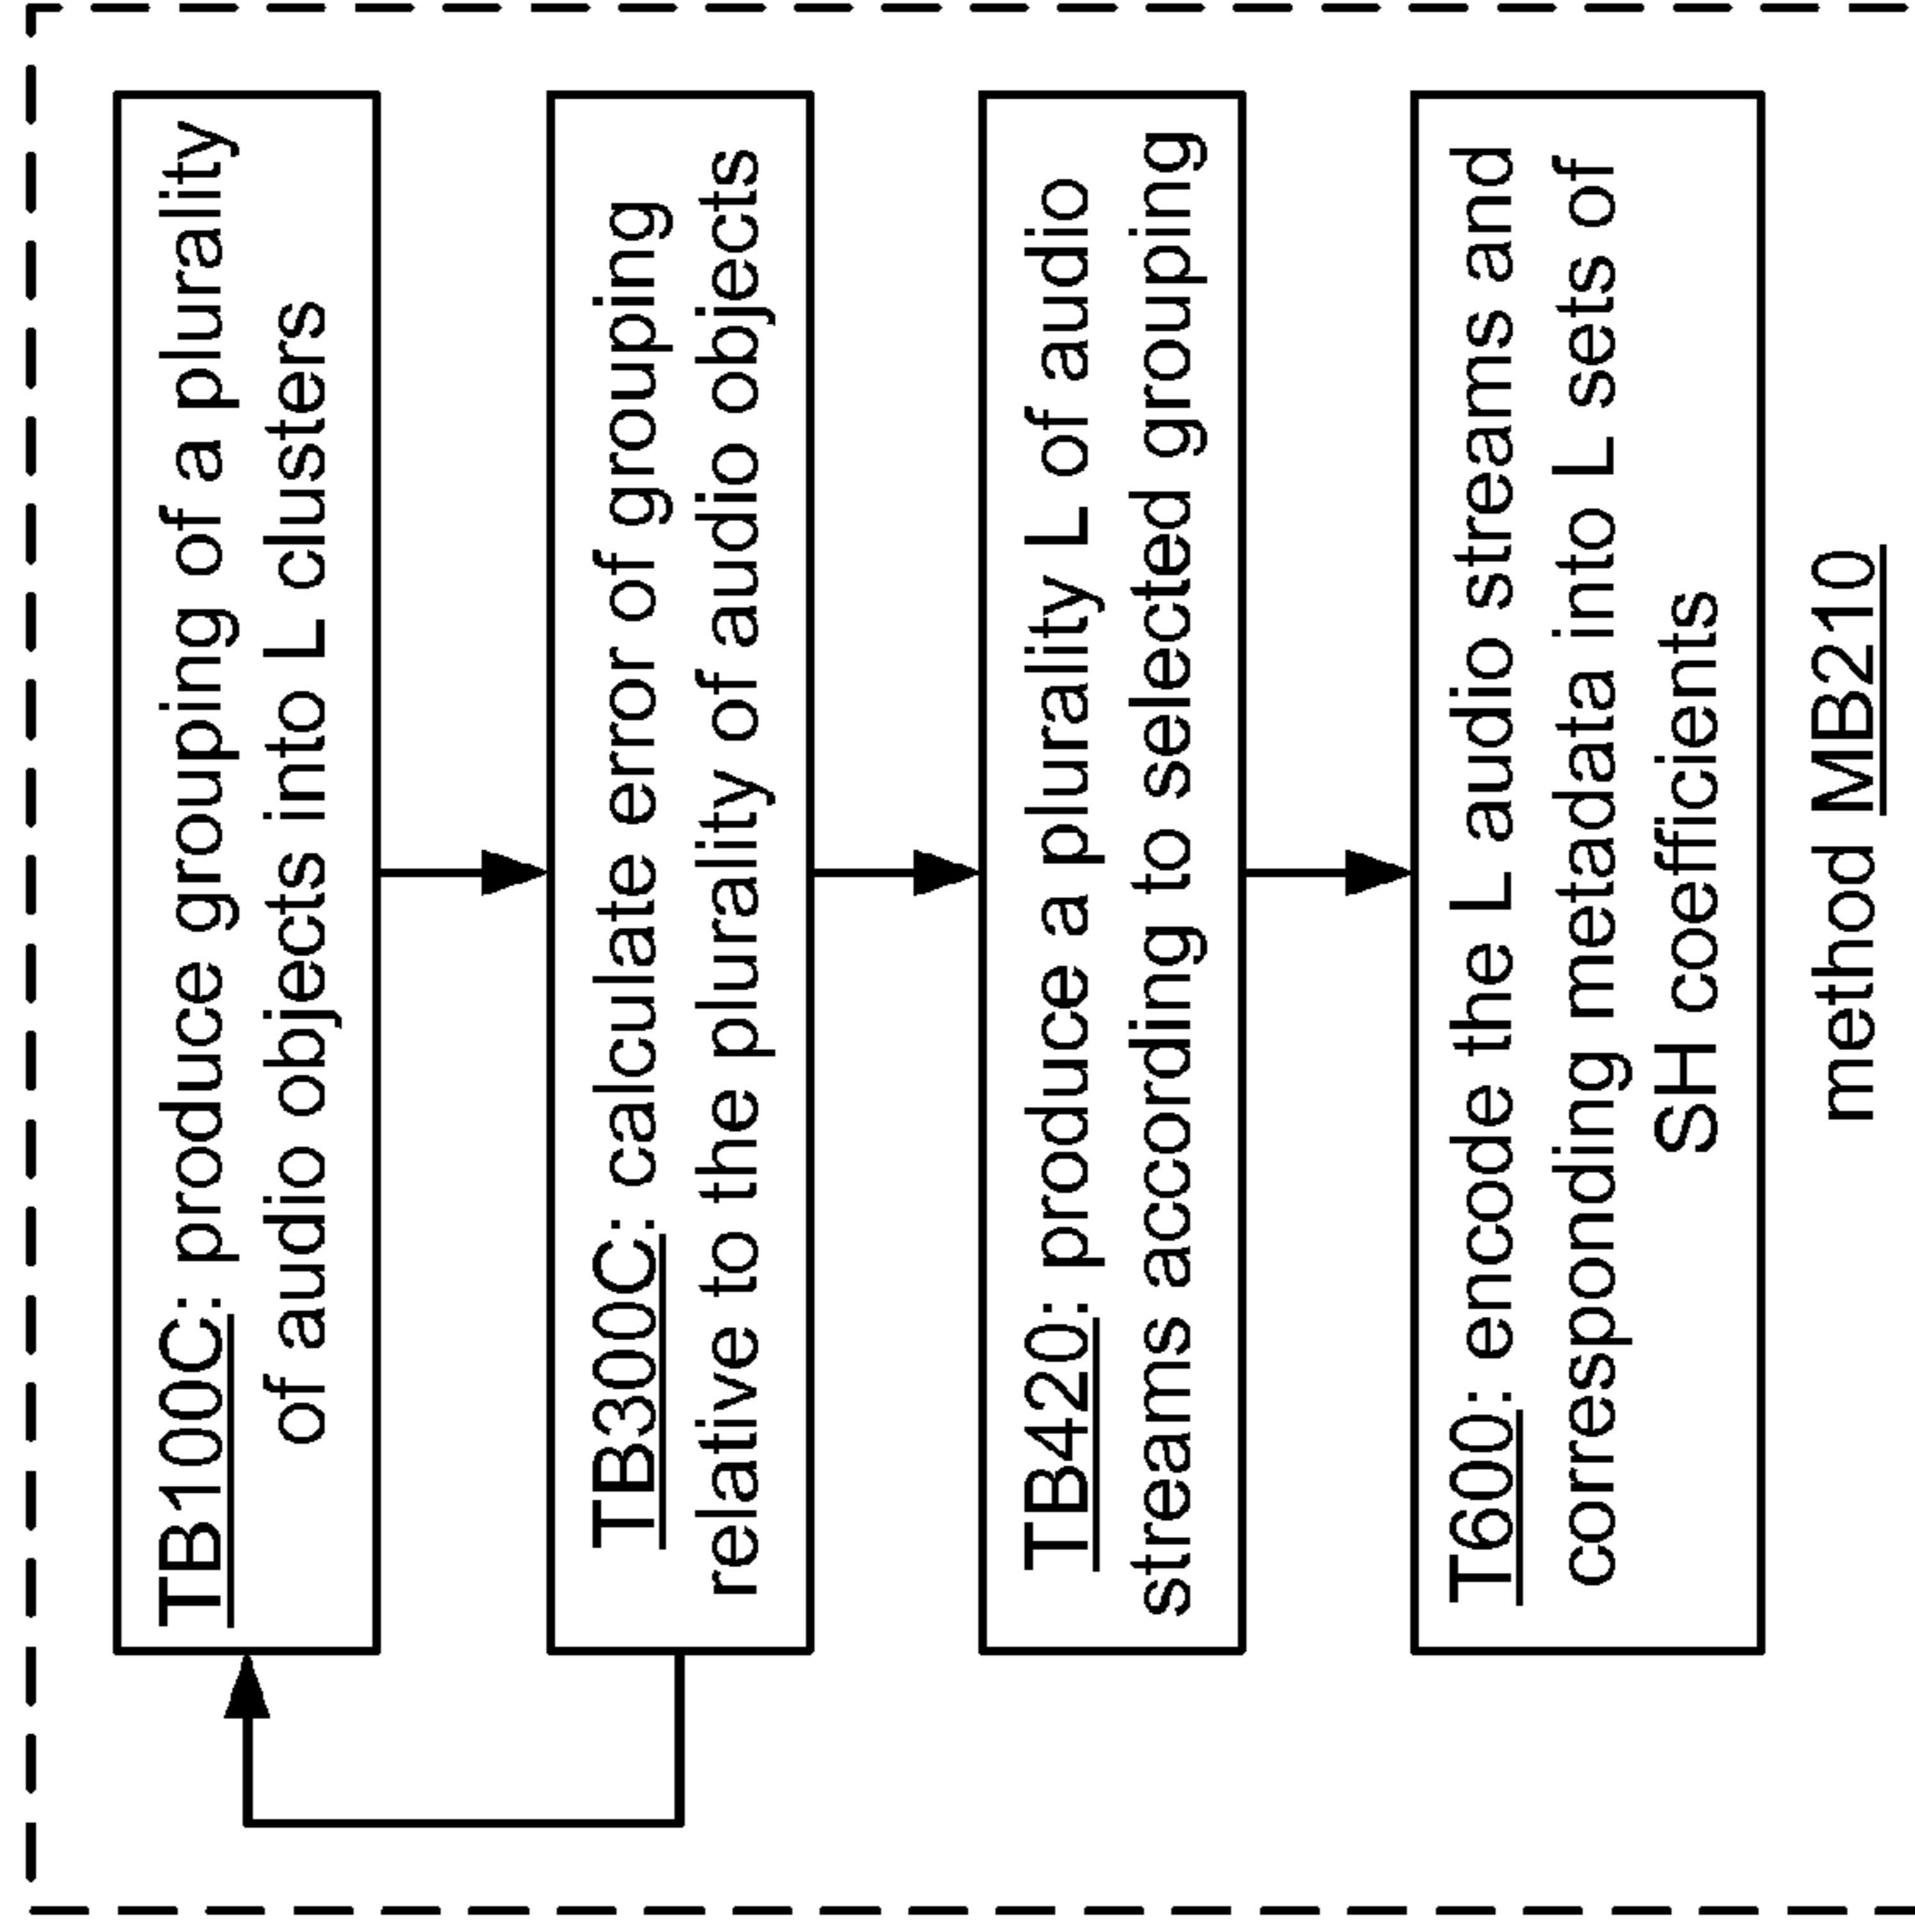 TB100C: produce grouping of a plurality
of audio objects into L clusters
TB300C: calculate error of grouping
relative to the plurality of audio objects
TB420: produce a plurality L of audio
streams according to selected grouping
T600: encode the L audio streams and
corresponding metadata into L sets of
SH coefficients
method MB210